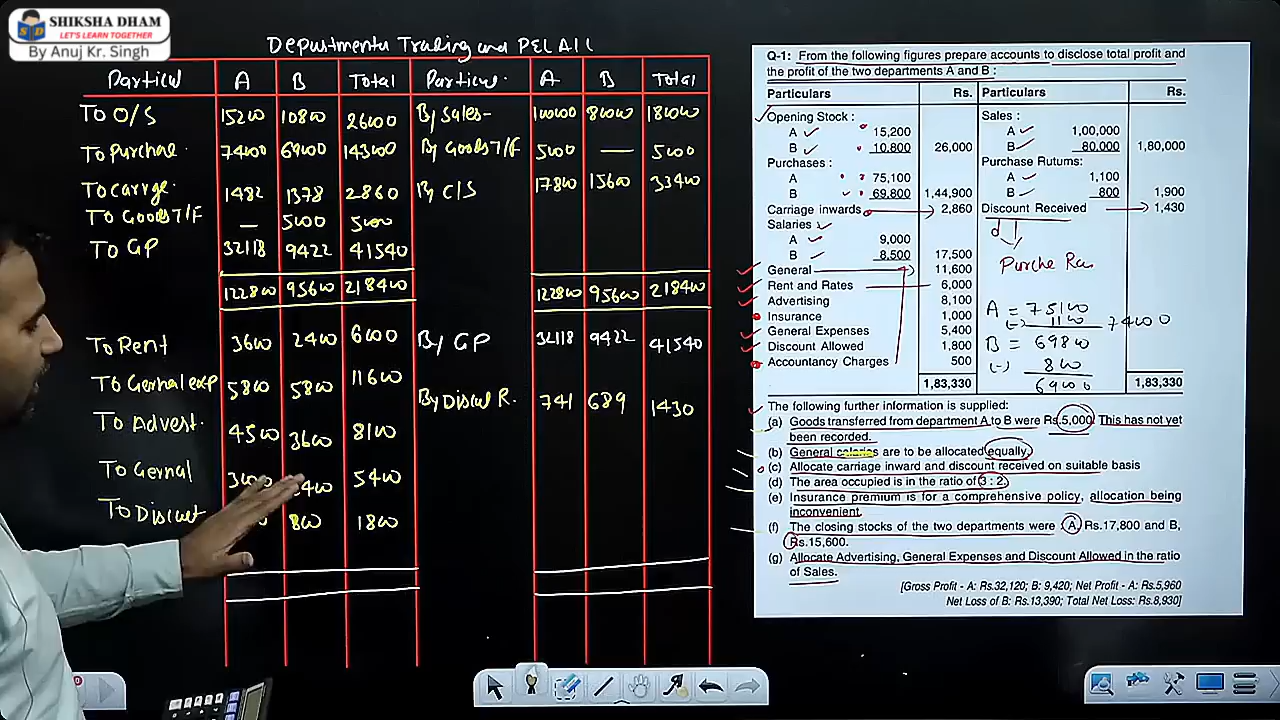 SHIKSHA DHAM
LET'S LEARN TOGETHER
By Anuj Kr. Singh
Departmental Trading and P&L A/c
Particul A B Total Particul. A B Total
To O/S 15200 10800 26000 By Sales- 100000 80000 180000
To Purchase. 74000 69000 143000 By Goods T/F 5000 — 5000
To Carrge. 1482 1378 2860 By C/S 17800 15600 33400
To Goods T/F — 5000 5000
To GP 32118 9422 41540
122800 95600 218400 122800 95600 218400
To Rent 3600 2400 6000 By GP 32118 9422 41540
To Gernal exp 5800 5800 11600
By Discut R. 741 689 1430
To Advest. 4500 3600 8100
To Gernal 5400
To Discut 800 1800
Q-1: From the following figures prepare accounts to disclose total profit and
the profit of the two departments A and B :
Particulars Rs. Particulars Rs.
Opening Stock : Sales :
A 15,200 A 1,00,000
B 10,800 26,000 B 80,000 1,80,000
Purchases : Purchase Rutums:
A 75,100 A 1,100
B 69,800 1,44,900 B 800 1,900
Carriage inwards 2,860 Discount Received 1,430
Salaries :
A 9,000
B 8,500 17,500
General 11,600
Rent and Rates 6,000
Advertising 8,100
Insurance 1,000
General Expenses 5,400
Discount Allowed 1,800
Accountancy Charges 500
1,83,330 1,83,330
Purche
A = 75100
(-) 1100 74000
B = 69800
(-) 800
69000
The following further information is supplied:
(a) Goods transferred from department A to B were Rs.5,000. This has not yet
been recorded.
(b) General salaries are to be allocated equally.
(c) Allocate carriage inward and discount received on suitable basis
(d) The area occupied is in the ratio of 3 : 2.
(e) Insurance premium is for a comprehensive policy, allocation being
inconvenient.
(f) The closing stocks of the two departments were : A Rs.17,800 and B,
Rs.15,600.
(g) Allocate Advertising, General Expenses and Discount Allowed in the ratio
of Sales.
[Gross Profit - A: Rs.32,120; B: 9,420; Net Profit - A: Rs.5,960
Net Loss of B: Rs.13,390; Total Net Loss: Rs.8,930]